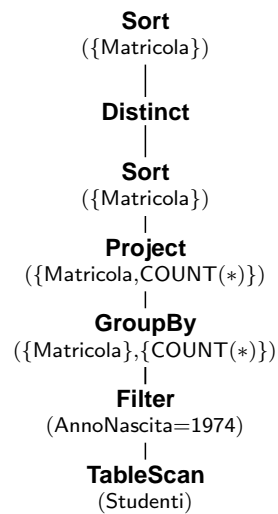 Sort
({Matricola})
Distinct
Sort
({Matricola})
Project
({Matricola,COUNT(∗)})
GroupBy
({Matricola},{COUNT(∗)})
Filter
(AnnoNascita=1974)
TableScan
(Studenti)